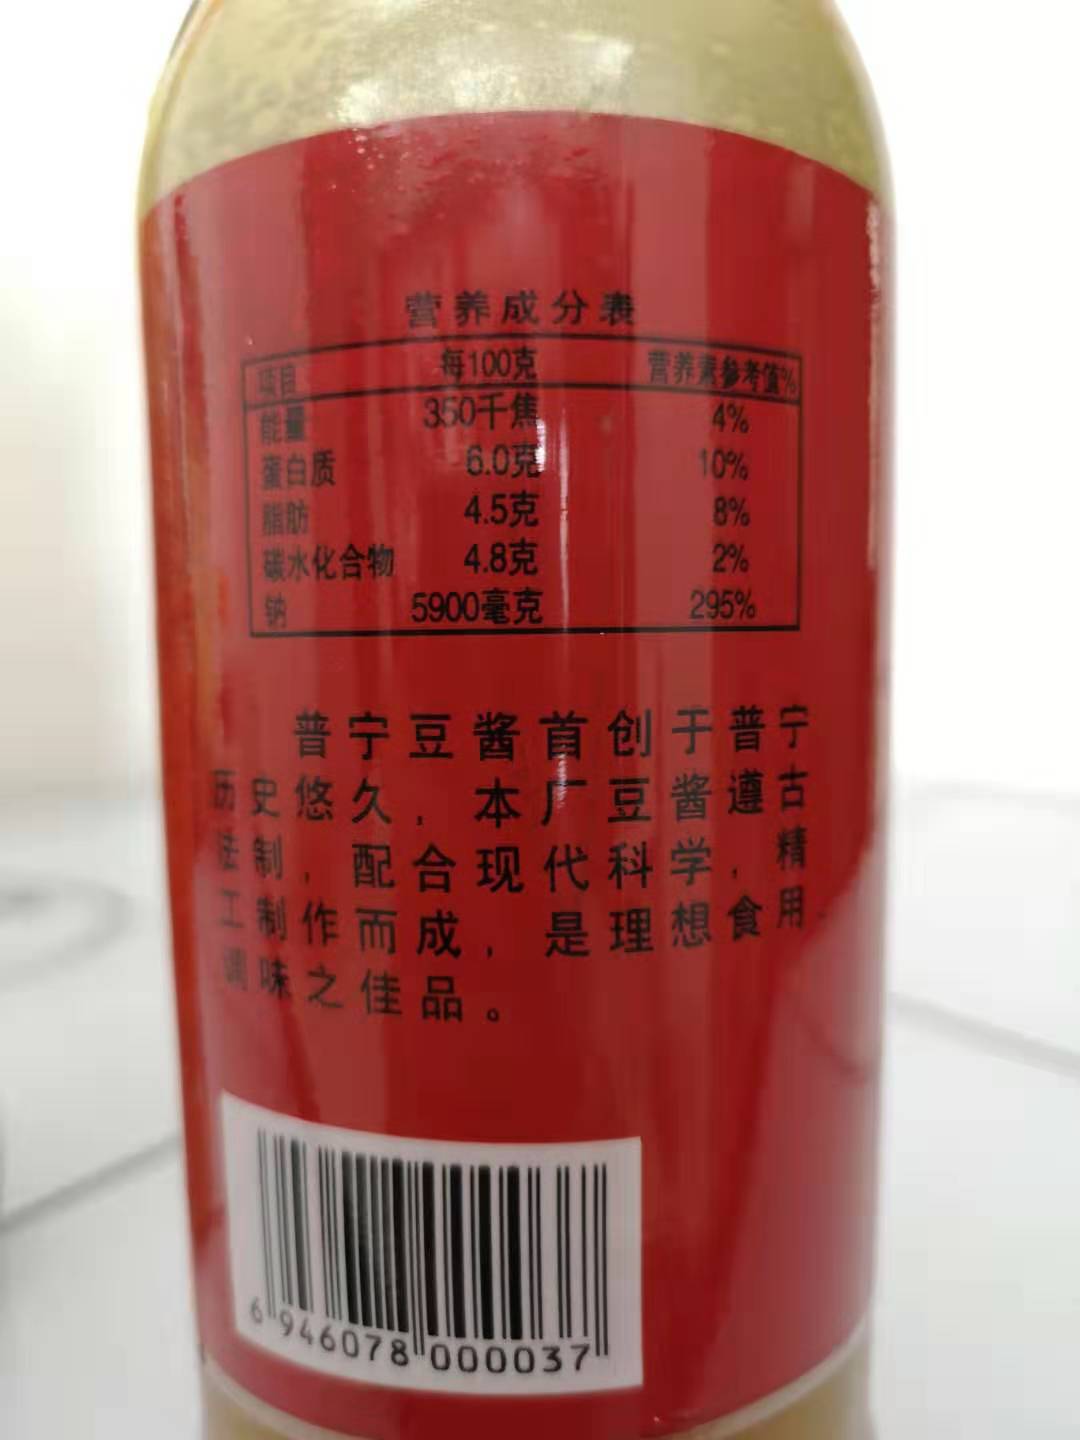 营养成分表
项目 每100克 营养素参考值%
能量 350千焦 4%
蛋白质 6.0克 10%
脂肪 4.5克 8%
碳水化合物 4.8克 2%
钠 5900毫克 295%
普宁豆酱首创于普宁
历史悠久，本厂豆酱遵古
法制，配合现代科学，精
工制作而成，是理想食用、
调味之佳品。
6 946078 000037